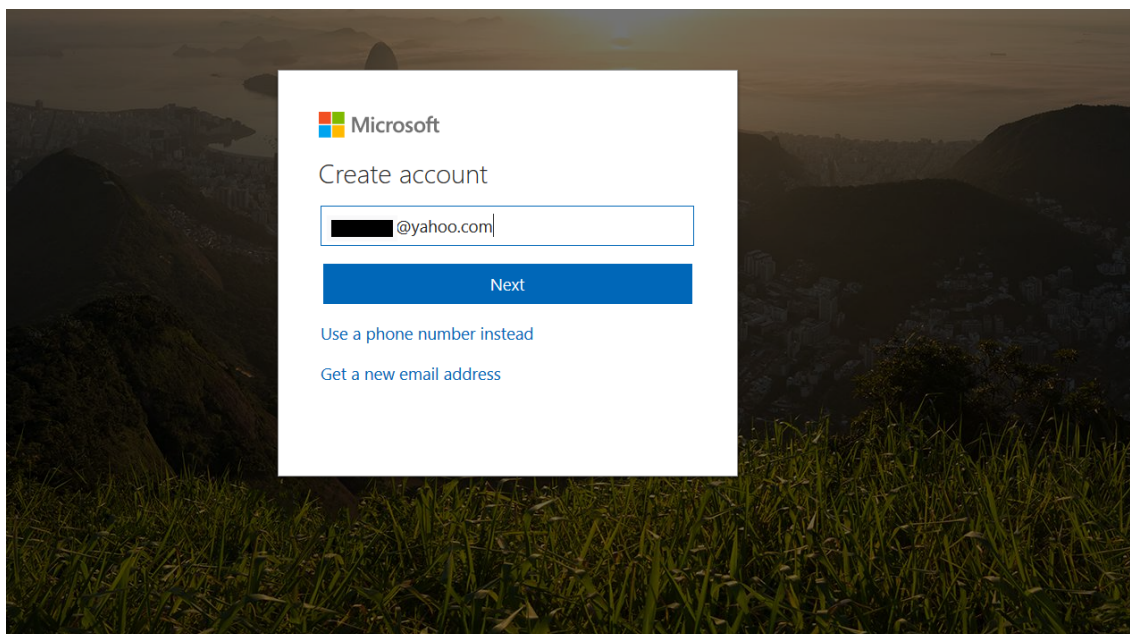 Microsoft
Create account
@yahoo.com
Next
Use a phone number instead
Get a new email address